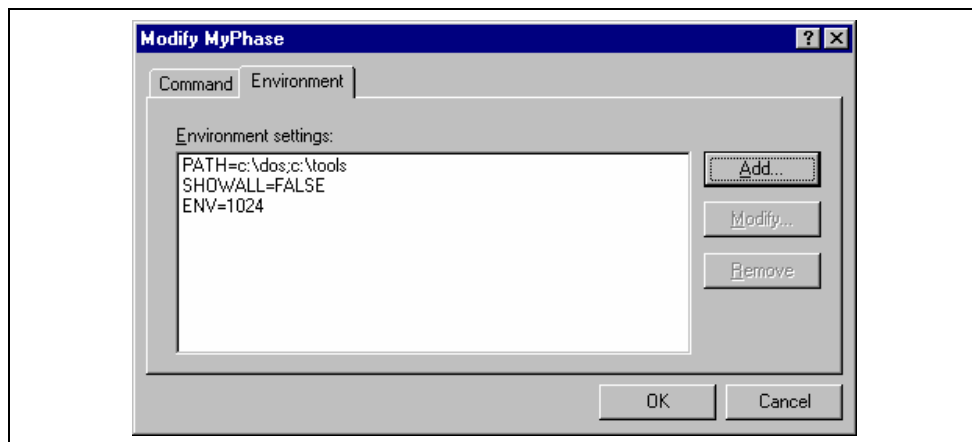 Modify MyPhase
Command Environment
Environment settings:
PATH=c:\dos;c:\tools
SHOWALL=FALSE
ENV=1024
Add...
Modify...
Remove
OK Cancel